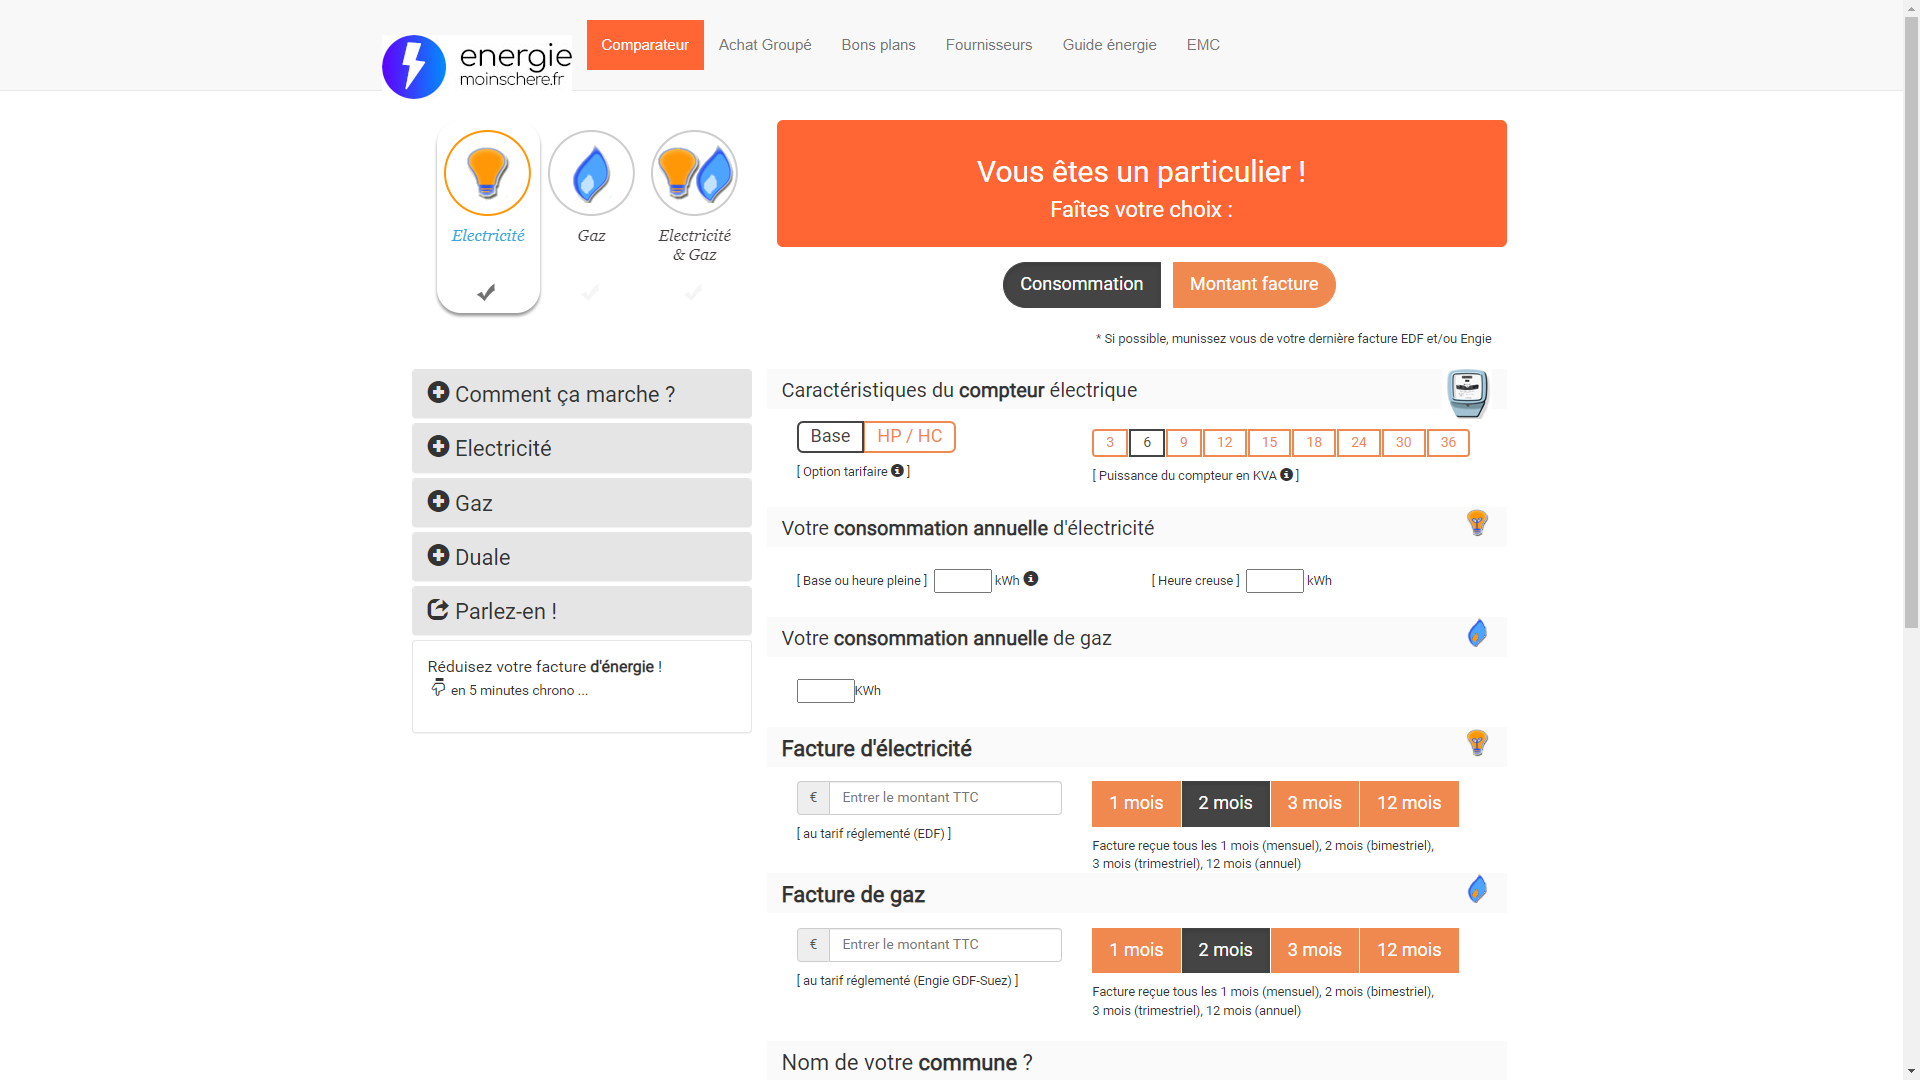 energie
moinschere.fr
Comparateur
Achat Groupé
Bons plans
Fournisseurs
Guide énergie
EMC
Electricité
Gaz
Electricité
& Gaz
Vous êtes un particulier !
Faîtes votre choix :
Consommation
Montant facture
* Si possible, munissez vous de votre dernière facture EDF et/ou Engie
Comment ça marche ?
Electricité
Gaz
Duale
Parlez-en !
Réduisez votre facture d'énergie !
en 5 minutes chrono ...
Caractéristiques du compteur électrique
Base HP / HC
[ Option tarifaire ]
3 6 9 12 15 18 24 30 36
[ Puissance du compteur en KVA ]
Votre consommation annuelle d'électricité
[ Base ou heure pleine ] kWh
[ Heure creuse ] kWh
Votre consommation annuelle de gaz
KWh
Facture d'électricité
€ Entrer le montant TTC
[ au tarif réglementé (EDF) ]
1 mois 2 mois 3 mois 12 mois
Facture reçue tous les 1 mois (mensuel), 2 mois (bimestriel),
3 mois (trimestriel), 12 mois (annuel)
Facture de gaz
€ Entrer le montant TTC
[ au tarif réglementé (Engie GDF-Suez) ]
1 mois 2 mois 3 mois 12 mois
Facture reçue tous les 1 mois (mensuel), 2 mois (bimestriel),
3 mois (trimestriel), 12 mois (annuel)
Nom de votre commune ?